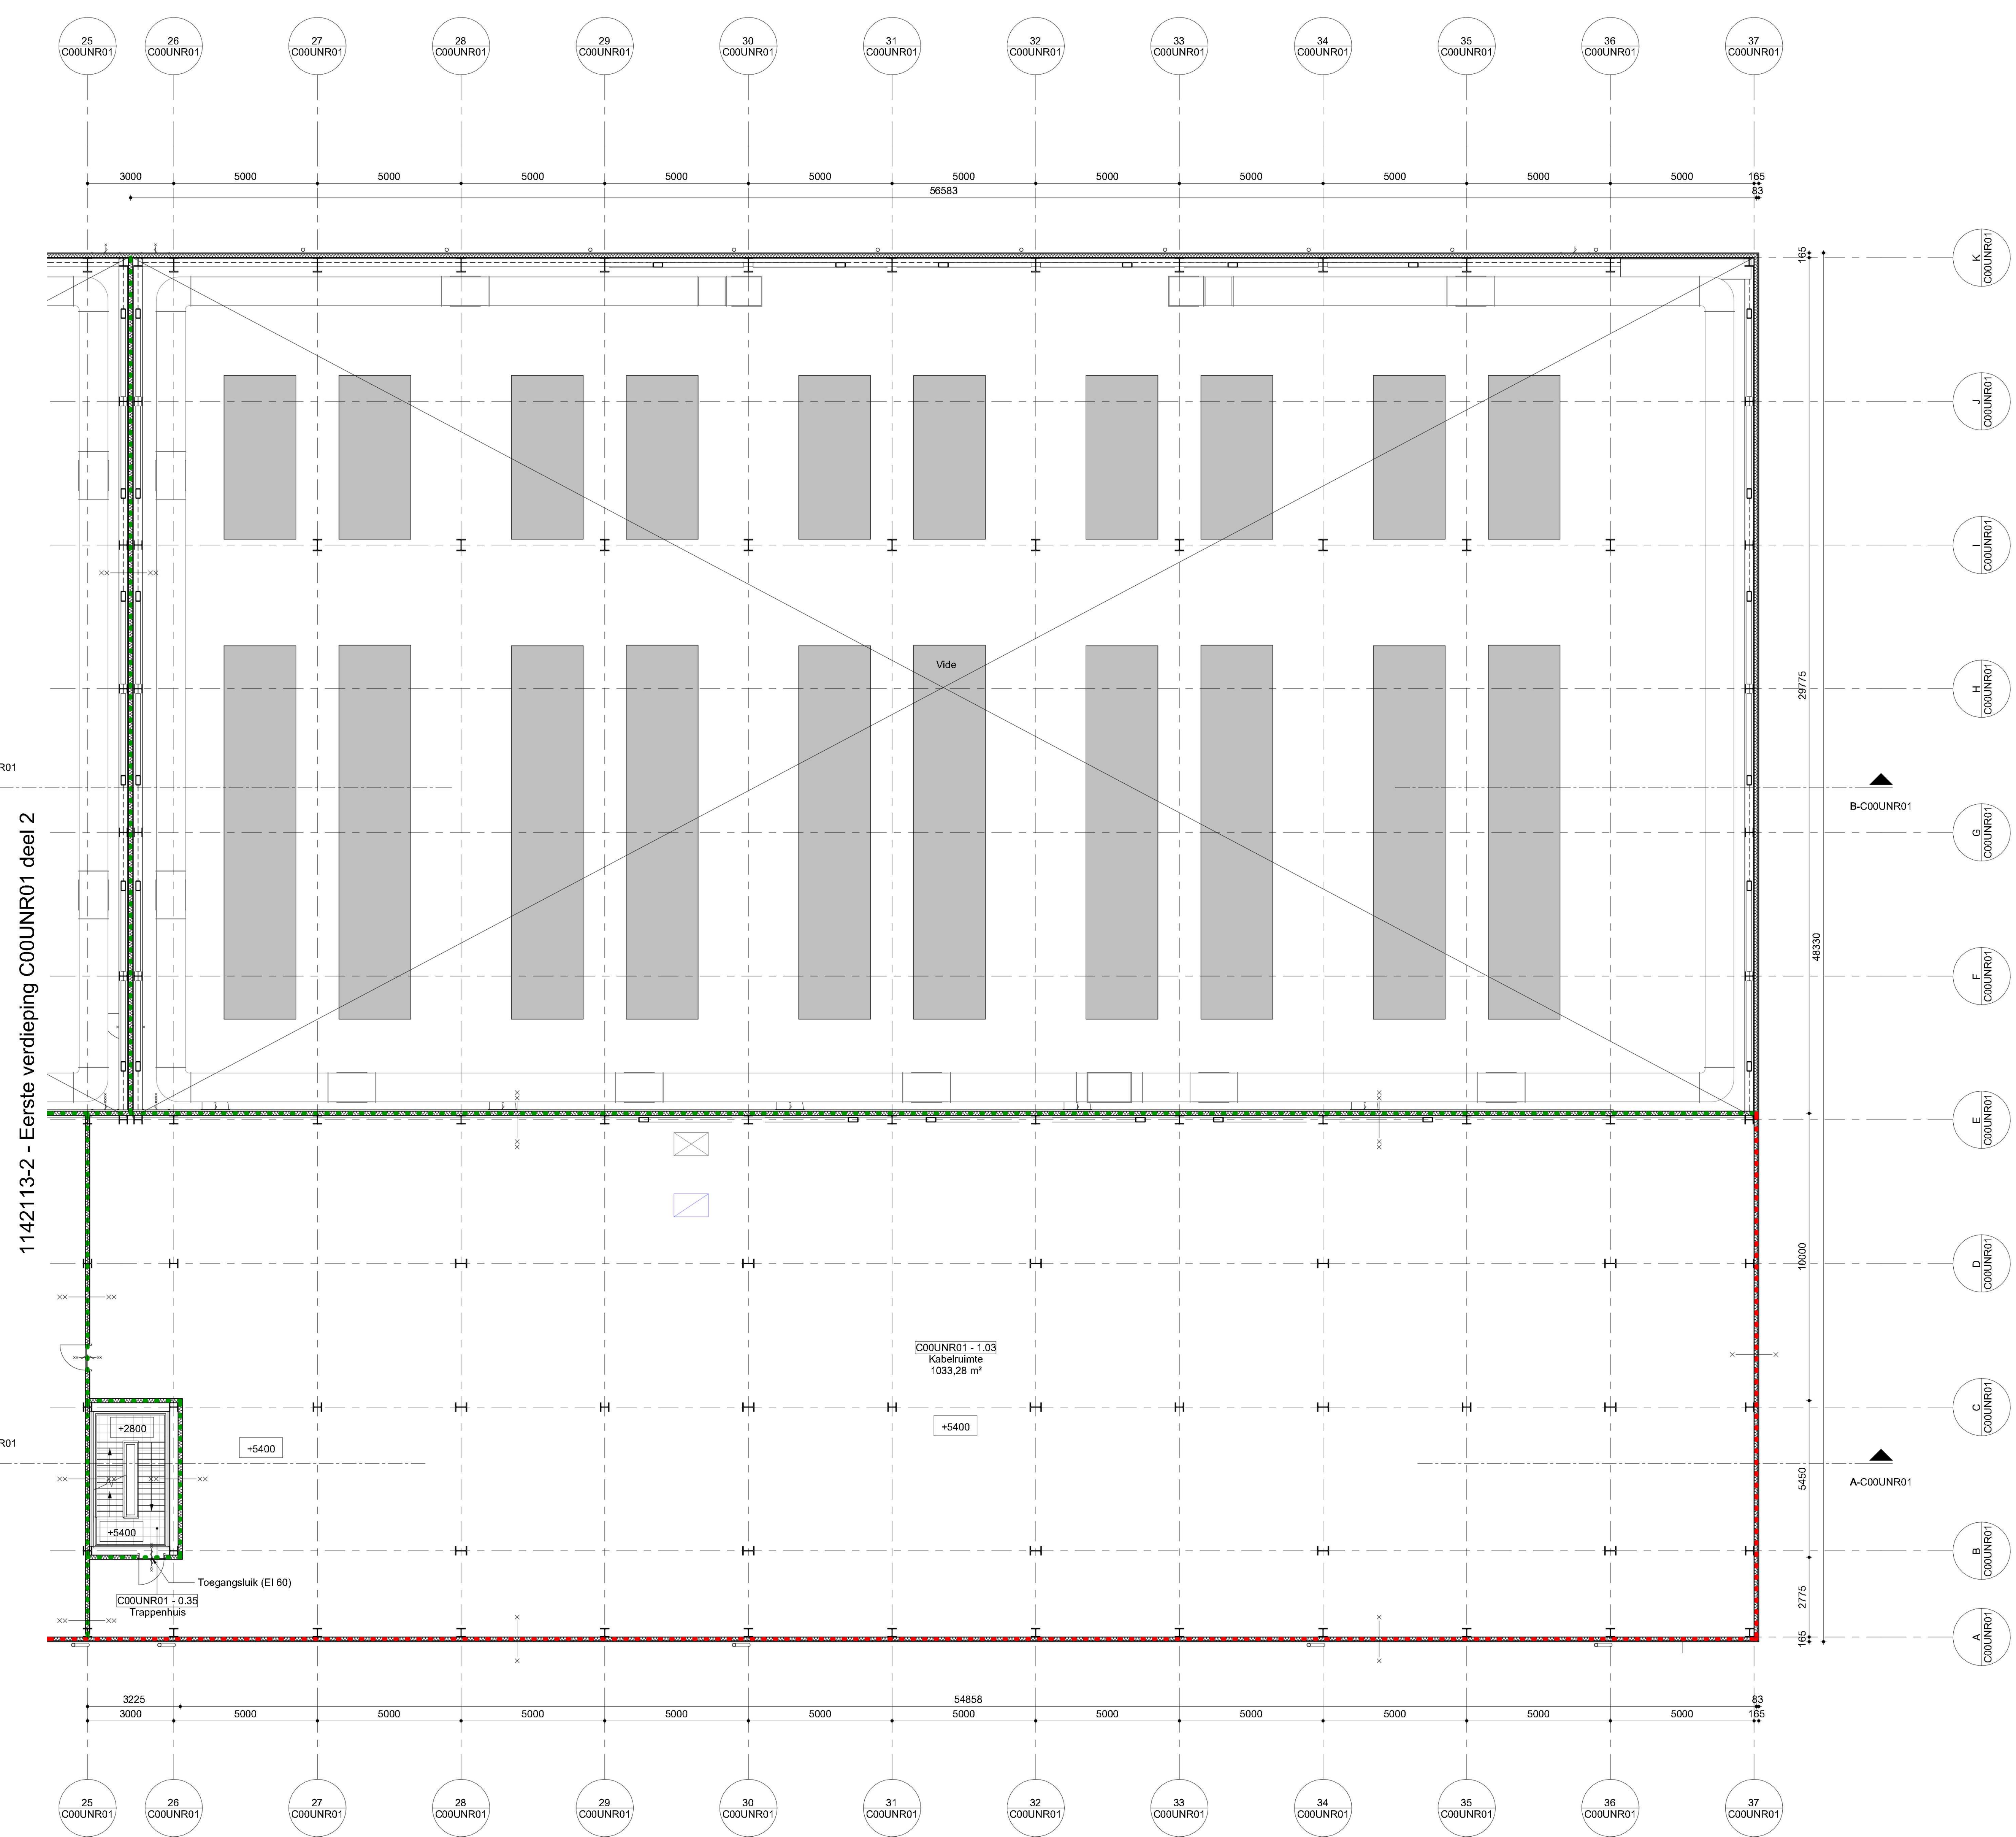 25
C00UNR01
26
C00UNR01
27
C00UNR01
28
C00UNR01
29
C00UNR01
30
C00UNR01
31
C00UNR01
32
C00UNR01
33
C00UNR01
34
C00UNR01
35
C00UNR01
36
C00UNR01
37
C00UNR01
3000 5000 5000 5000 5000 5000 5000 5000 5000 5000 5000 5000 165
56583 83
165
K
C00UNR01
J
C00UNR01
I
C00UNR01
Vide
29775
H
C00UNR01
R01
B-C00UNR01
G
C00UNR01
1142113-2 - Eerste verdieping C00UNR01 deel 2
48330
F
C00UNR01
E
C00UNR01
10000
D
C00UNR01
C00UNR01 - 1.03
Kabelruimte
1033,28 m²
+5400
C
C00UNR01
+2800
+5400
R01
5450
A-C00UNR01
+5400
B
C00UNR01
Toegangsluik (EI 60)
C00UNR01 - 0.35
Trappenhuis
2775
165
A
C00UNR01
3225 54858 83
3000 5000 5000 5000 5000 5000 5000 5000 5000 5000 5000 5000 165
25
C00UNR01
26
C00UNR01
27
C00UNR01
28
C00UNR01
29
C00UNR01
30
C00UNR01
31
C00UNR01
32
C00UNR01
33
C00UNR01
34
C00UNR01
35
C00UNR01
36
C00UNR01
37
C00UNR01